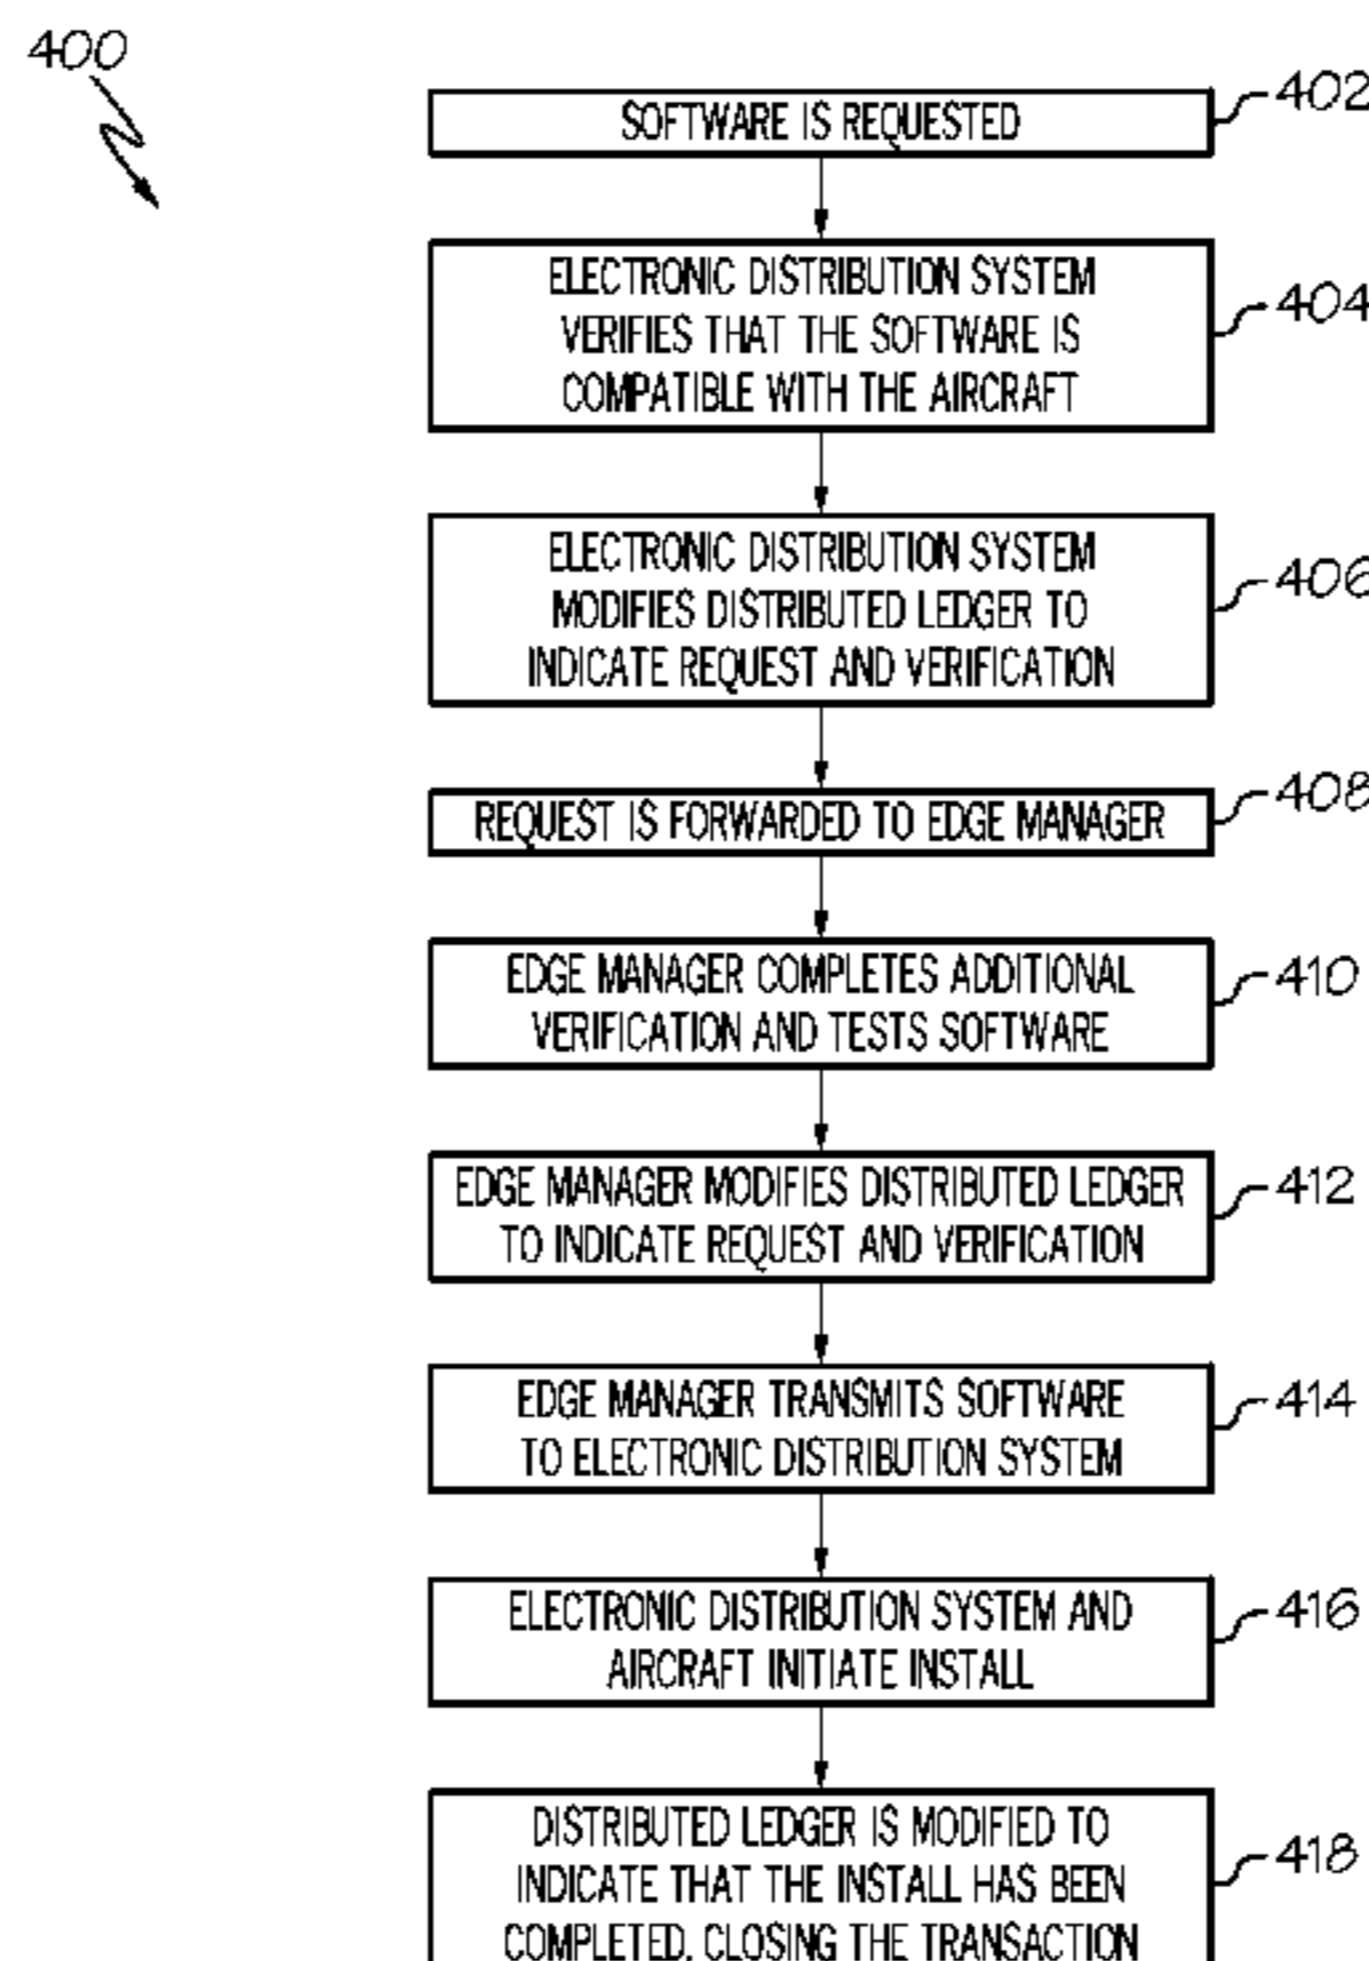 400
SOFTWARE IS REQUESTED
402
ELECTRONIC DISTRIBUTION SYSTEM
VERIFIES THAT THE SOFTWARE IS
COMPATIBLE WITH THE AIRCRAFT
404
ELECTRONIC DISTRIBUTION SYSTEM
MODIFIES DISTRIBUTED LEDGER TO
INDICATE REQUEST AND VERIFICATION
406
REQUEST IS FORWARDED TO EDGE MANAGER
408
EDGE MANAGER COMPLETES ADDITIONAL
VERIFICATION AND TESTS SOFTWARE
410
EDGE MANAGER MODIFIES DISTRIBUTED LEDGER
TO INDICATE REQUEST AND VERIFICATION
412
EDGE MANAGER TRANSMITS SOFTWARE
TO ELECTRONIC DISTRIBUTION SYSTEM
414
ELECTRONIC DISTRIBUTION SYSTEM AND
AIRCRAFT INITIATE INSTALL
416
DISTRIBUTED LEDGER IS MODIFIED TO
INDICATE THAT THE INSTALL HAS BEEN
COMPLETED, CLOSING THE TRANSACTION
418